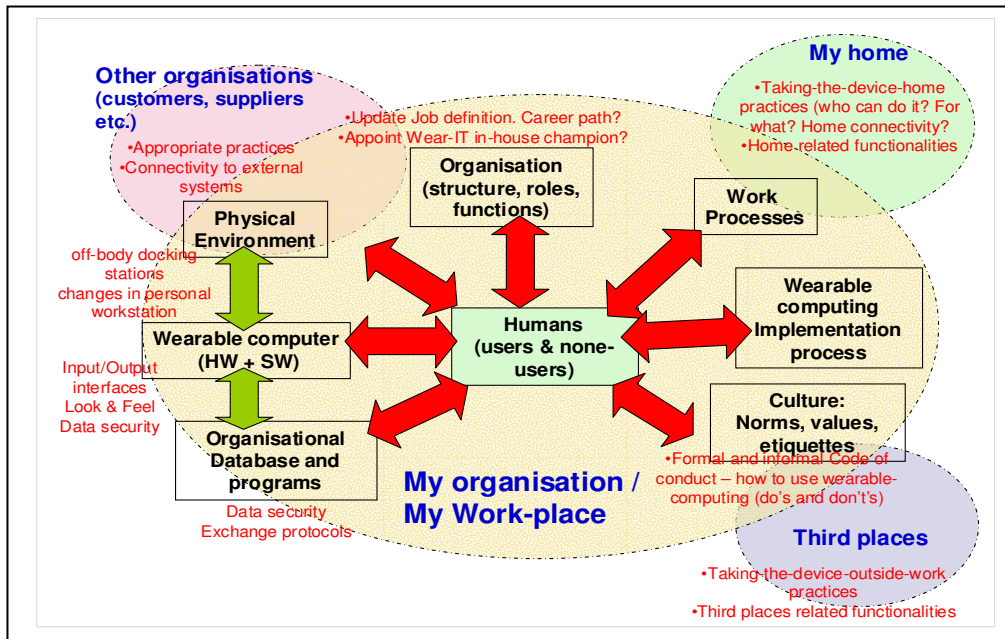 Other organisations
(customers, suppliers
etc.)
•Appropriate practices
•Connectivity to external
systems
My home
•Taking-the-device-home
practices (who can do it? For
what? Home connectivity?
•Home related functionalities
•Update Job definition. Career path?
•Appoint Wear-IT in-house champion?
Organisation
(structure, roles,
functions)
Work
Processes
Physical
Environment
off-body docking
stations
changes in personal
workstation
Wearable
computing
Implementation
process
Humans
(users & none-
users)
Wearable computer
(HW + SW)
Input/Output
interfaces
Look & Feel
Data security
Culture:
Norms, values,
etiquettes
•Formal and informal Code of
conduct – how to use wearable-
computing (do's and don't's)
Organisational
Database and
programs
Data security
Exchange protocols
My organisation /
My Work-place
Third places
•Taking-the-device-outside-work
practices
•Third places related functionalities